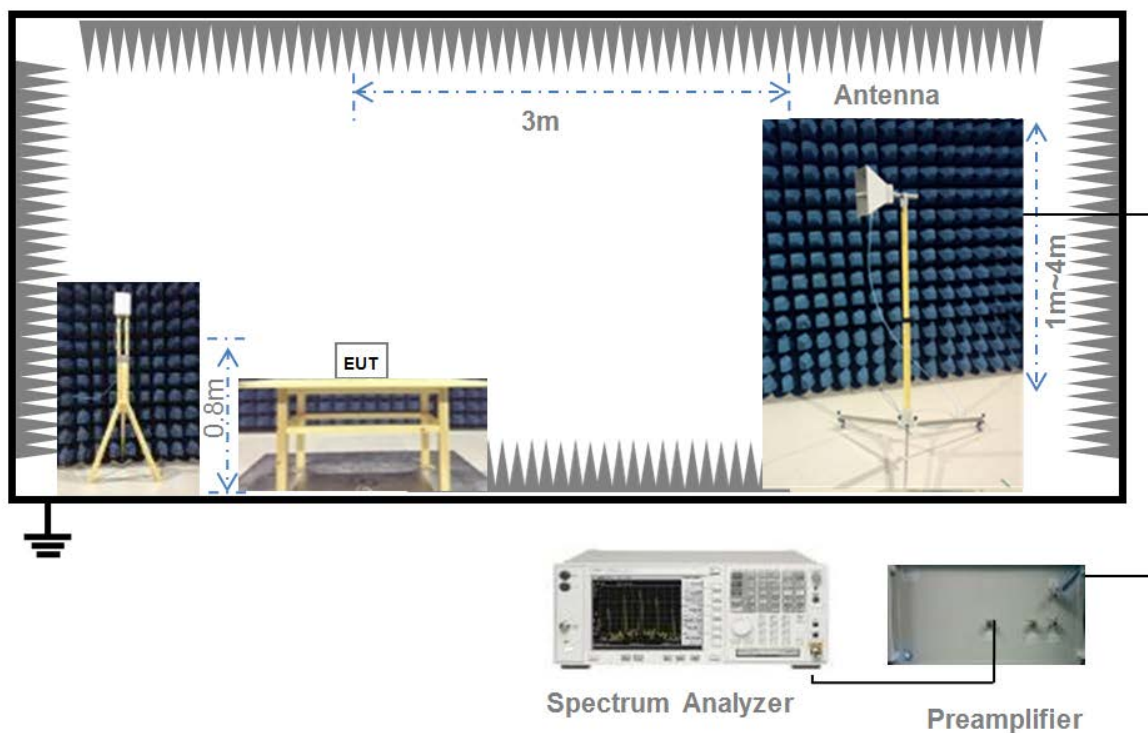 Antenna
3m
1m~4m
EUT
0.8m
Spectrum Analyzer
Preamplifier